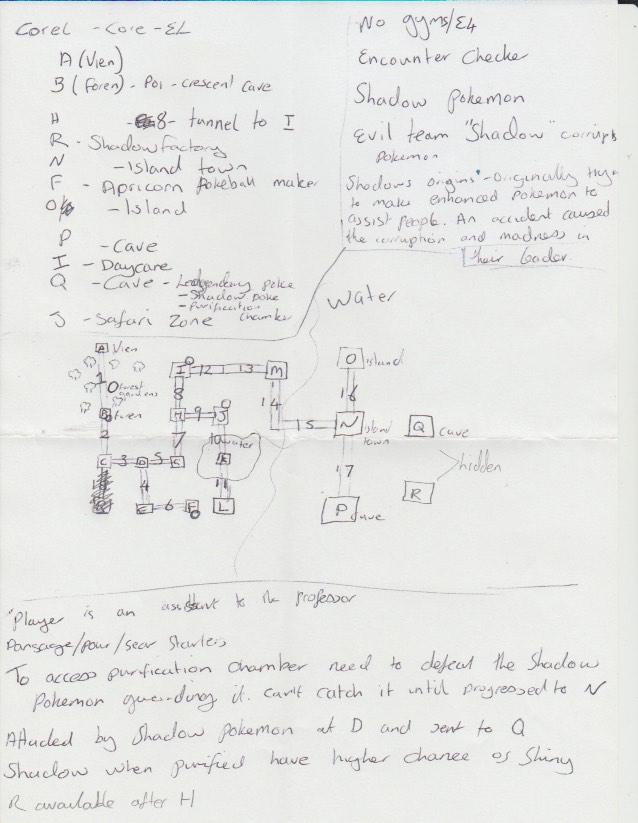 Corel - Core - EL
A (Vien)
B (Foren) - POI - crescent cave
H - 8 - tunnel to I
R - Shadow Factory
N - Island town
F - Apricorn pokeball maker
O - Island
P - Cave
I - Daycare
Q - Cave - Ledgendary poke
- Shadow poke
- purification chamber
J - Safari Zone
No gyms/E4
Encounter Checker
Shadow pokemon
Evil team "Shadow" corrupts
pokemon
Shadows origins - Originally try
to make enhanced pokemon to
assist people. An accident caused
the corruption and madness in
their leader.
water
A Vien
1 forest gardens
B Foren
2
C 3 D 5 G
4
E 6 F
7
H 9 J
8
I 12 13 M
10 water
K
11
L
14
15
O Island
16
N Island town
17
P cave
Q cave
hidden
R
"Player is an assistant to the professor
Pansage/pour/sear starters
To access purification chamber need to defeat the Shadow
Pokemon guarding it. can't catch it until progressed to N
Attacked by Shadow pokemon at D and sent to Q
Shadow when purified have higher chance of Shiny
R available after H